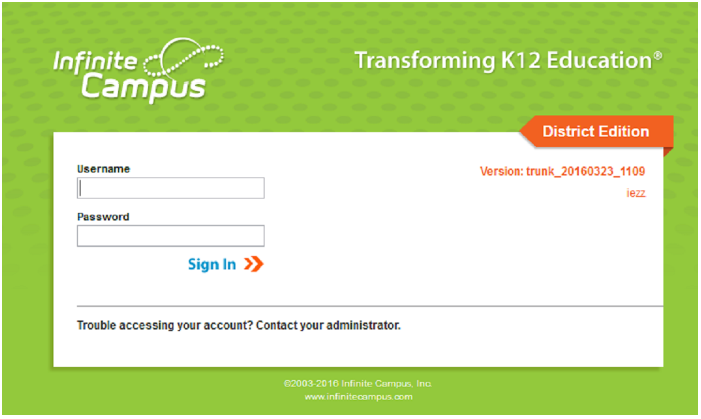 Infinite
Campus
Transforming K12 Education®
District Edition
Username
Version: trunk_20160323_1109
iezz
Password
Sign In
Trouble accessing your account? Contact your administrator.
©2003-2016 Infinite Campus, Inc.
www.infinitecampus.com